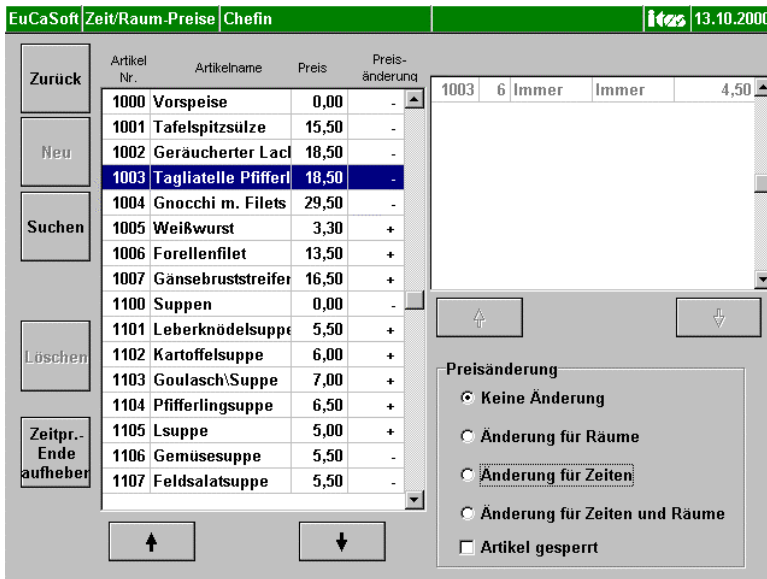 EuCaSoft Zeit/Raum-Preise Chefin itos 13.10.2000
Zurück
Neu
Suchen
Löschen
Zeitpr.-
Ende
aufheben
Artikel Nr. Artikelname Preis Preis-änderung
1000 Vorspeise 0,00 -
1001 Tafelspitzsülze 15,50 -
1002 Geräucherter Lacl 18,50 -
1003 Tagliatelle Pfifferl 18,50 -
1004 Gnocchi m. Filets 29,50 -
1005 Weißwurst 3,30 +
1006 Forellenfilet 13,50 +
1007 Gänsebruststreifer 16,50 +
1100 Suppen 0,00 -
1101 Leberknödelsuppe 5,50 +
1102 Kartoffelsuppe 6,00 +
1103 Goulasch\Suppe 7,00 +
1104 Pfifferlingsuppe 6,50 +
1105 Lsuppe 5,00 +
1106 Gemüsesuppe 5,50 -
1107 Feldsalatsuppe 5,50 -
1003 6 Immer Immer 4,50
Preisänderung
Keine Änderung
Änderung für Räume
Änderung für Zeiten
Änderung für Zeiten und Räume
Artikel gesperrt